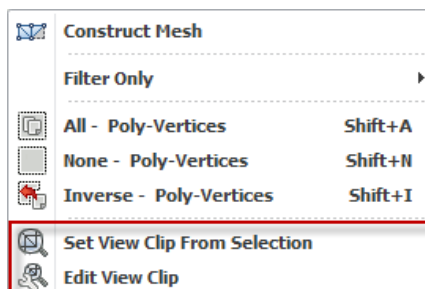 Construct Mesh
Filter Only
All - Poly-Vertices Shift+A
None - Poly-Vertices Shift+N
Inverse - Poly-Vertices Shift+I
Set View Clip From Selection
Edit View Clip